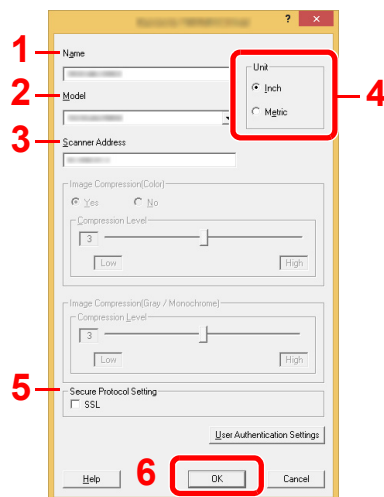 ? ×
1 Name
Unit
Inch
4
2 Model
Metric
3 Scanner Address
Image Compression(Color)
Yes No
Compression Level
3
Low High
Image Compression(Gray / Monochrome)
Compression Level
3
Low High
5 Secure Protocol Setting
SSL
User Authentication Settings
Help 6 OK Cancel